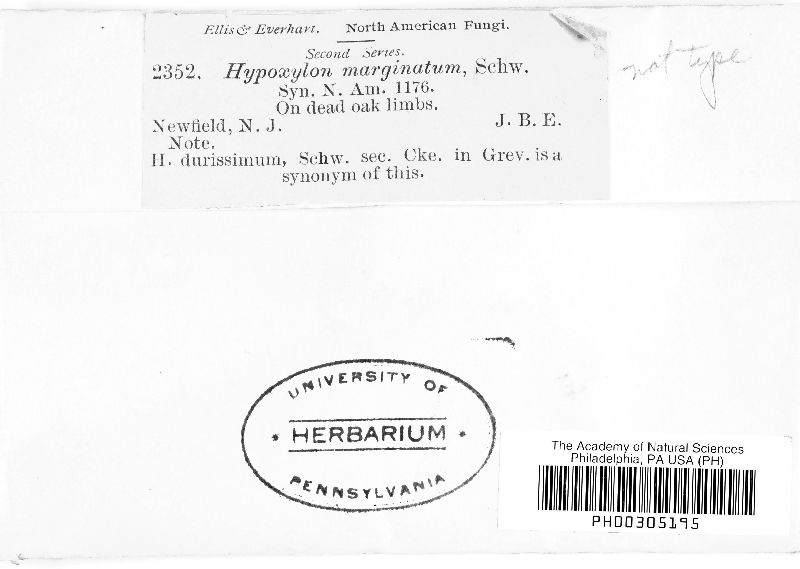 Ellis & Everhart. North American Fungi.
Second Series.
2352. Hypoxylon marginatum, Schw.
Syn. N. Am. 1176.
On dead oak limbs.
Newfield, N. J. J. B. E.
Note.
H. durissimum, Schw. sec. Cke. in Grev. is a
synonym of this.
not type
UNIVERSITY OF
* HERBARIUM *
PENNSYLVANIA
The Academy of Natural Sciences
Philadelphia, PA USA (PH)
PH00305195